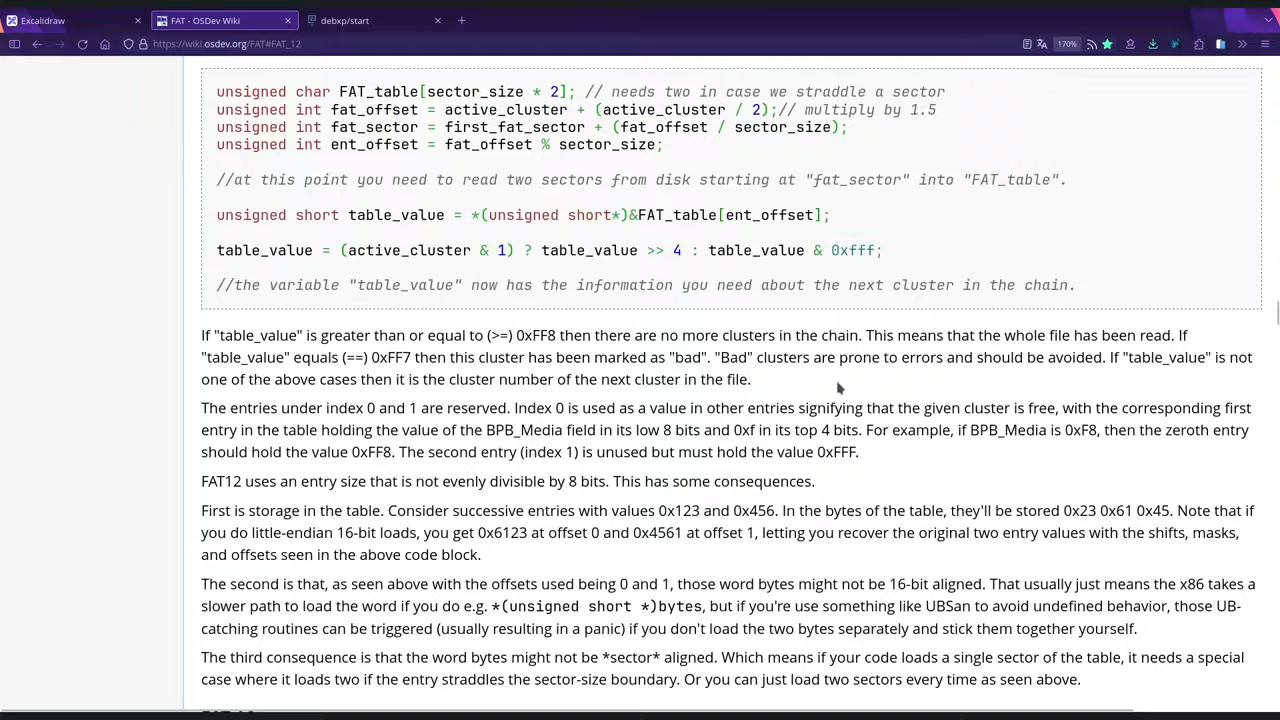 Excalidraw
FAT - OSDev Wiki
debxp/start
https://wiki.osdev.org/FAT#FAT_12
170%
unsigned char FAT_table[sector_size * 2]; // needs two in case we straddle a sector
unsigned int fat_offset = active_cluster + (active_cluster / 2);// multiply by 1.5
unsigned int fat_sector = first_fat_sector + (fat_offset / sector_size);
unsigned int ent_offset = fat_offset % sector_size;
//at this point you need to read two sectors from disk starting at "fat_sector" into "FAT_table".
unsigned short table_value = *(unsigned short*)&FAT_table[ent_offset];
table_value = (active_cluster & 1) ? table_value >> 4 : table_value & 0xfff;
//the variable "table_value" now has the information you need about the next cluster in the chain.
If "table_value" is greater than or equal to (>=) 0xFF8 then there are no more clusters in the chain. This means that the whole file has been read. If
"table_value" equals (==) 0xFF7 then this cluster has been marked as "bad". "Bad" clusters are prone to errors and should be avoided. If "table_value" is not
one of the above cases then it is the cluster number of the next cluster in the file.
The entries under index 0 and 1 are reserved. Index 0 is used as a value in other entries signifying that the given cluster is free, with the corresponding first
entry in the table holding the value of the BPB_Media field in its low 8 bits and 0xf in its top 4 bits. For example, if BPB_Media is 0xF8, then the zeroth entry
should hold the value 0xFF8. The second entry (index 1) is unused but must hold the value 0xFFF.
FAT12 uses an entry size that is not evenly divisible by 8 bits. This has some consequences.
First is storage in the table. Consider successive entries with values 0x123 and 0x456. In the bytes of the table, they'll be stored 0x23 0x61 0x45. Note that if
you do little-endian 16-bit loads, you get 0x6123 at offset 0 and 0x4561 at offset 1, letting you recover the original two entry values with the shifts, masks,
and offsets seen in the above code block.
The second is that, as seen above with the offsets used being 0 and 1, those word bytes might not be 16-bit aligned. That usually just means the x86 takes a
slower path to load the word if you do e.g. *(unsigned short *)bytes, but if you're use something like UBSan to avoid undefined behavior, those UB-
catching routines can be triggered (usually resulting in a panic) if you don't load the two bytes separately and stick them together yourself.
The third consequence is that the word bytes might not be *sector* aligned. Which means if your code loads a single sector of the table, it needs a special
case where it loads two if the entry straddles the sector-size boundary. Or you can just load two sectors every time as seen above.